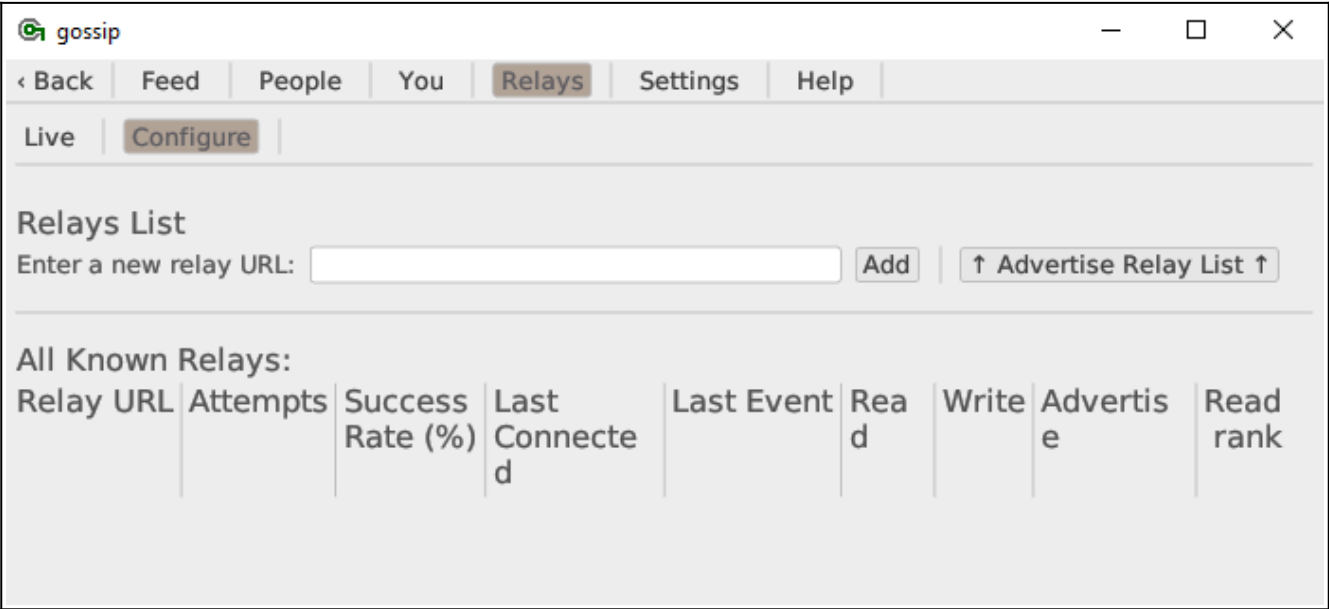 gossip
‹ Back Feed People You Relays Settings Help
Live Configure
Relays List
Enter a new relay URL: Add ↑ Advertise Relay List ↑
All Known Relays:
Relay URL Attempts Success Last Last Event Rea Write Advertis Read
Rate (%) Connecte d e rank
d